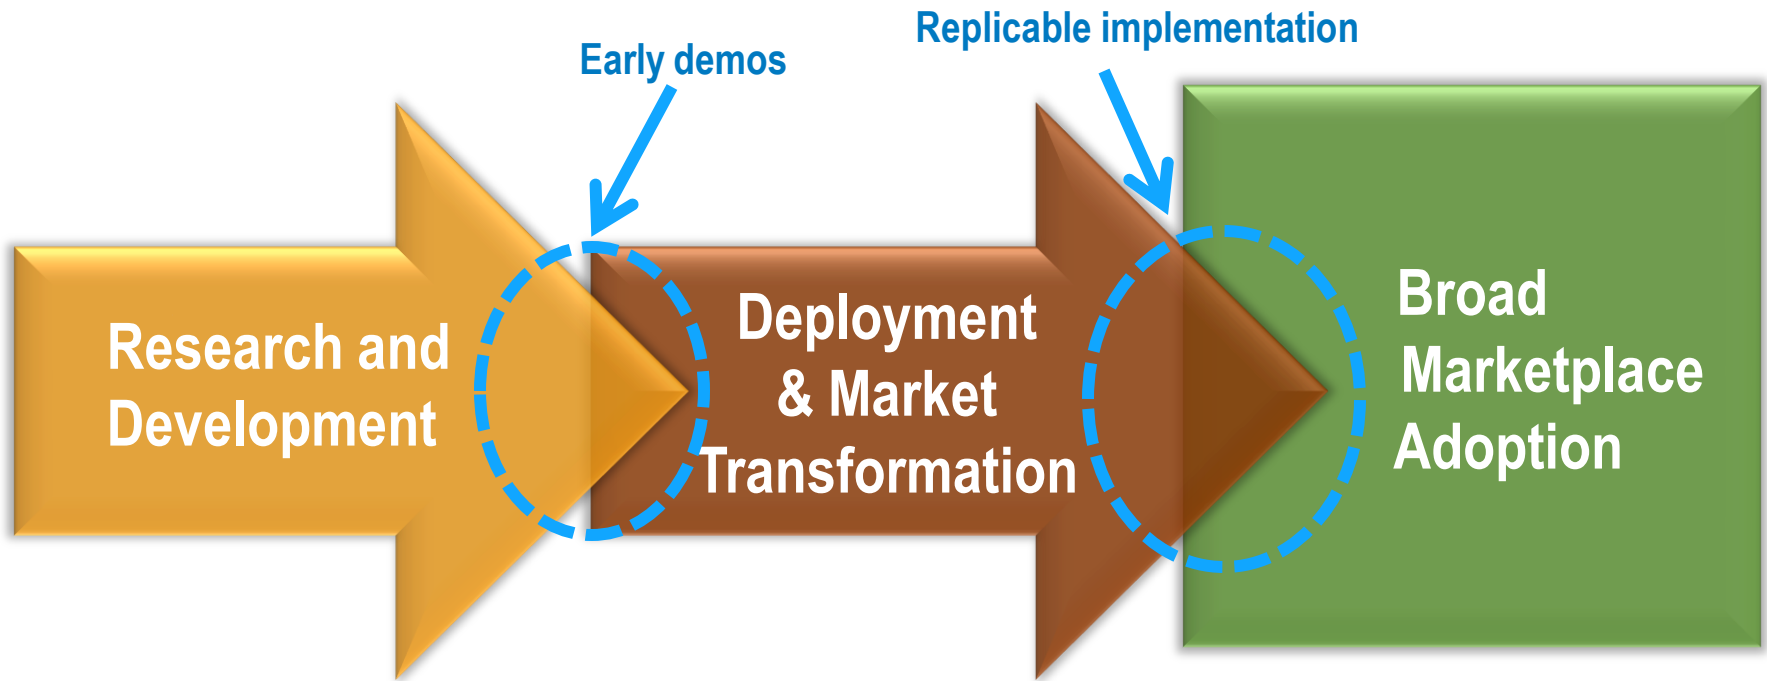 Early demos
Replicable implementation
Research and
Development
Deployment
& Market
Transformation
Broad
Marketplace
Adoption